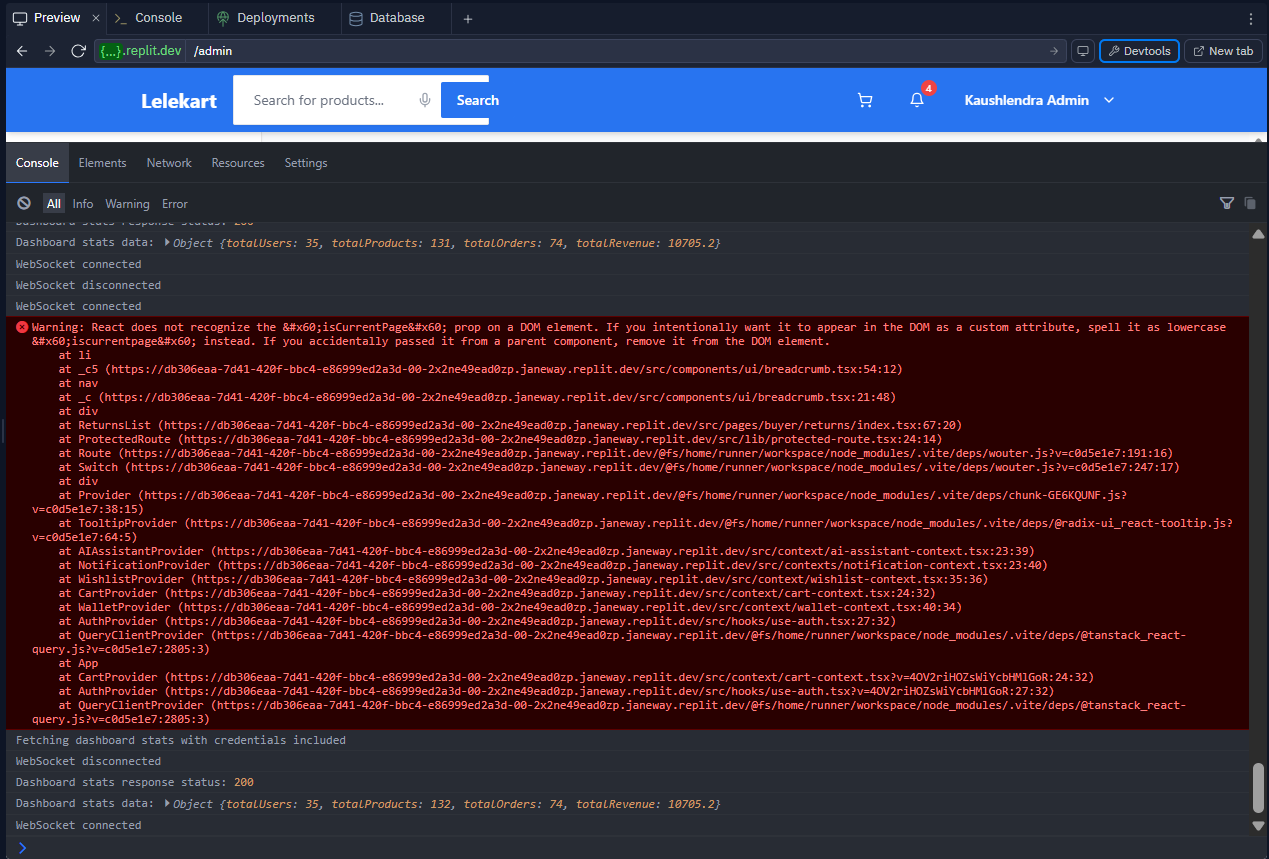 Preview
Console
Deployments
Database
{...}.replit.dev /admin
Devtools
New tab
Lelekart
Search for products...
Search
4
Kaushlendra Admin
Console Elements Network Resources Settings
All Info Warning Error
Dashboard stats response status: 200
Dashboard stats data: Object {totalUsers: 35, totalProducts: 131, totalOrders: 74, totalRevenue: 10705.2}
WebSocket connected
WebSocket disconnected
WebSocket connected
Warning: React does not recognize the &#x60;isCurrentPage&#x60; prop on a DOM element. If you intentionally want it to appear in the DOM as a custom attribute, spell it as lowercase
&#x60;iscurrentpage&#x60; instead. If you accidentally passed it from a parent component, remove it from the DOM element.
at li
at _c5 (https://db306eaa-7d41-420f-bbc4-e86999ed2a3d-00-2x2ne49ead0zp.janeway.replit.dev/src/components/ui/breadcrumb.tsx:54:12)
at nav
at _c (https://db306eaa-7d41-420f-bbc4-e86999ed2a3d-00-2x2ne49ead0zp.janeway.replit.dev/src/components/ui/breadcrumb.tsx:21:48)
at div
at ReturnsList (https://db306eaa-7d41-420f-bbc4-e86999ed2a3d-00-2x2ne49ead0zp.janeway.replit.dev/src/pages/buyer/returns/index.tsx:67:20)
at ProtectedRoute (https://db306eaa-7d41-420f-bbc4-e86999ed2a3d-00-2x2ne49ead0zp.janeway.replit.dev/src/lib/protected-route.tsx:24:14)
at Route (https://db306eaa-7d41-420f-bbc4-e86999ed2a3d-00-2x2ne49ead0zp.janeway.replit.dev/@fs/home/runner/workspace/node_modules/.vite/deps/wouter.js?v=c0d5e1e7:191:16)
at Switch (https://db306eaa-7d41-420f-bbc4-e86999ed2a3d-00-2x2ne49ead0zp.janeway.replit.dev/@fs/home/runner/workspace/node_modules/.vite/deps/wouter.js?v=c0d5e1e7:247:17)
at div
at Provider (https://db306eaa-7d41-420f-bbc4-e86999ed2a3d-00-2x2ne49ead0zp.janeway.replit.dev/@fs/home/runner/workspace/node_modules/.vite/deps/chunk-GE6KQUNF.js?
v=c0d5e1e7:38:15)
at TooltipProvider (https://db306eaa-7d41-420f-bbc4-e86999ed2a3d-00-2x2ne49ead0zp.janeway.replit.dev/@fs/home/runner/workspace/node_modules/.vite/deps/@radix-ui_react-tooltip.js?
v=c0d5e1e7:64:5)
at AIAssistantProvider (https://db306eaa-7d41-420f-bbc4-e86999ed2a3d-00-2x2ne49ead0zp.janeway.replit.dev/src/context/ai-assistant-context.tsx:23:39)
at NotificationProvider (https://db306eaa-7d41-420f-bbc4-e86999ed2a3d-00-2x2ne49ead0zp.janeway.replit.dev/src/contexts/notification-context.tsx:23:40)
at WishlistProvider (https://db306eaa-7d41-420f-bbc4-e86999ed2a3d-00-2x2ne49ead0zp.janeway.replit.dev/src/context/wishlist-context.tsx:35:36)
at CartProvider (https://db306eaa-7d41-420f-bbc4-e86999ed2a3d-00-2x2ne49ead0zp.janeway.replit.dev/src/context/cart-context.tsx:24:32)
at WalletProvider (https://db306eaa-7d41-420f-bbc4-e86999ed2a3d-00-2x2ne49ead0zp.janeway.replit.dev/src/context/wallet-context.tsx:40:34)
at AuthProvider (https://db306eaa-7d41-420f-bbc4-e86999ed2a3d-00-2x2ne49ead0zp.janeway.replit.dev/src/hooks/use-auth.tsx:27:32)
at QueryClientProvider (https://db306eaa-7d41-420f-bbc4-e86999ed2a3d-00-2x2ne49ead0zp.janeway.replit.dev/@fs/home/runner/workspace/node_modules/.vite/deps/@tanstack_react-
query.js?v=c0d5e1e7:2805:3)
at App
at CartProvider (https://db306eaa-7d41-420f-bbc4-e86999ed2a3d-00-2x2ne49ead0zp.janeway.replit.dev/src/context/cart-context.tsx?v=4OV2riHOZsWiYcbHMlGoR:24:32)
at AuthProvider (https://db306eaa-7d41-420f-bbc4-e86999ed2a3d-00-2x2ne49ead0zp.janeway.replit.dev/src/hooks/use-auth.tsx?v=4OV2riHOZsWiYcbHMlGoR:27:32)
at QueryClientProvider (https://db306eaa-7d41-420f-bbc4-e86999ed2a3d-00-2x2ne49ead0zp.janeway.replit.dev/@fs/home/runner/workspace/node_modules/.vite/deps/@tanstack_react-
query.js?v=c0d5e1e7:2805:3)
Fetching dashboard stats with credentials included
WebSocket disconnected
Dashboard stats response status: 200
Dashboard stats data: Object {totalUsers: 35, totalProducts: 132, totalOrders: 74, totalRevenue: 10705.2}
WebSocket connected